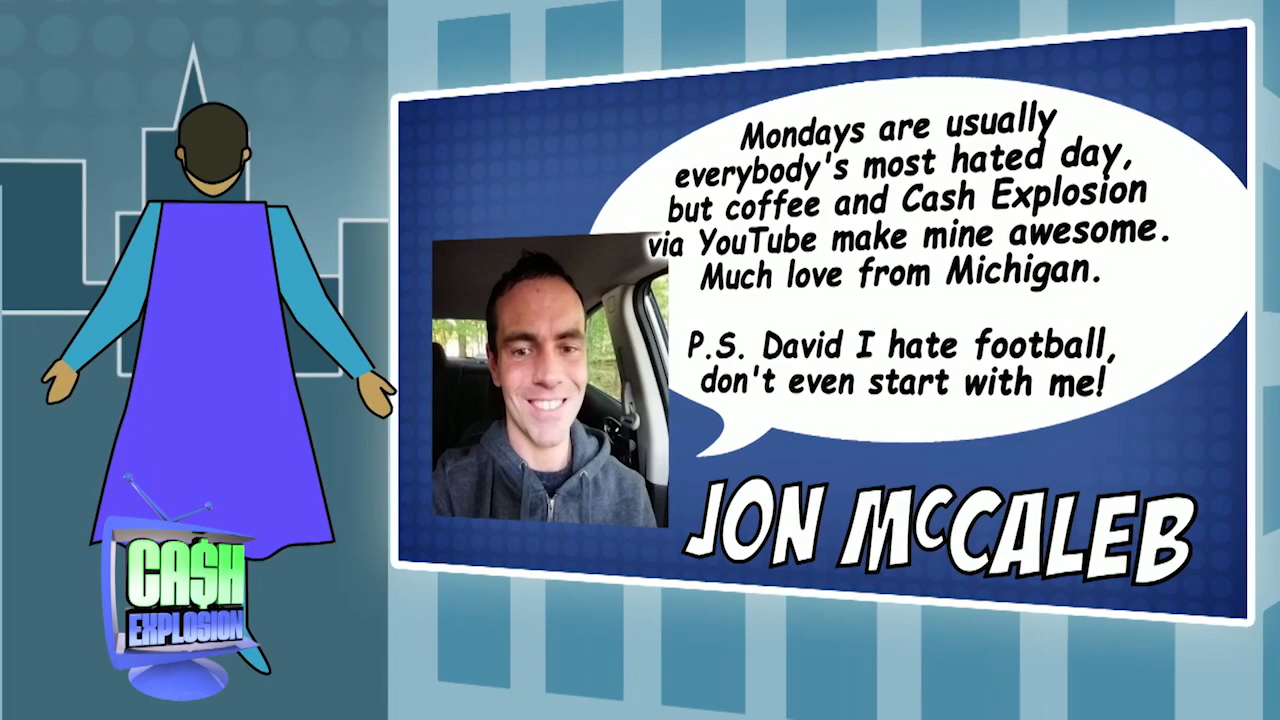 Mondays are usually
everybody's most hated day,
but coffee and Cash Explosion
via YouTube make mine awesome.
Much love from Michigan.
P.S. David I hate football,
don't even start with me!
JON McCALEB
CA$H
EXPLOSION